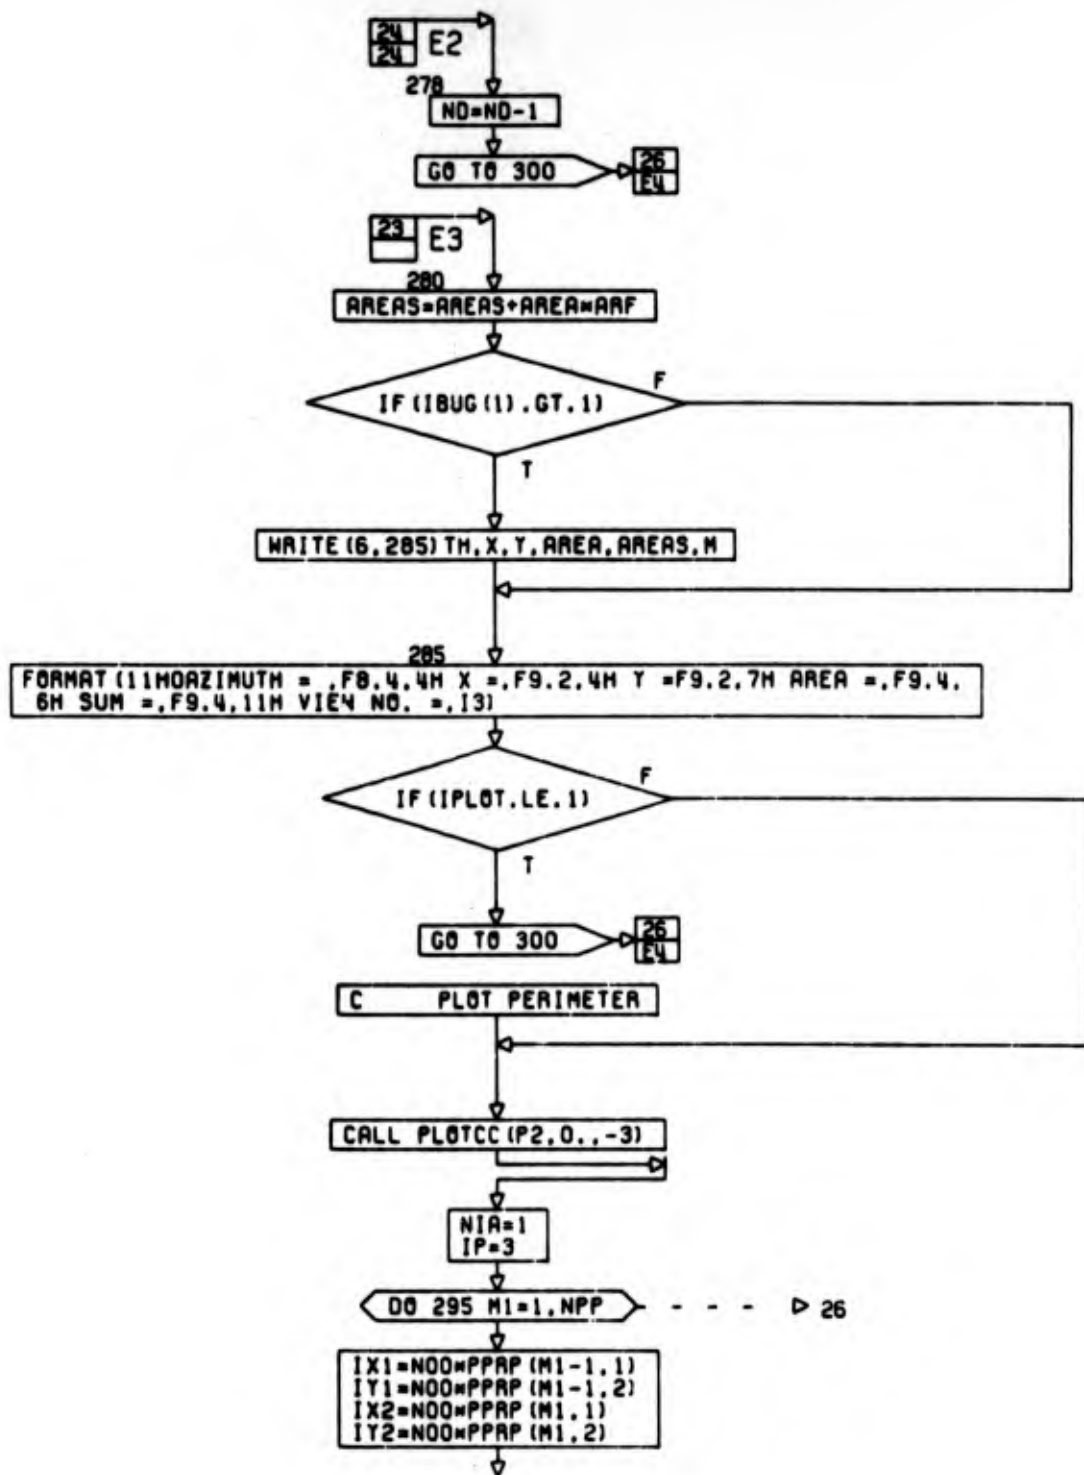 24
24
E2
278
NO=NO-1
GO TO 300
26
E4
23
E3
280
AREAS=AREAS+AREA*ARF
IF(IBUG(1).GT.1)
F
T
WRITE(6,285)TH,X,Y,AREA,AREAS,M
285
FORMAT(11H0AZIMUTH = ,F8.4,4H X =,F9.2,4H Y =F9.2,7H AREA =,F9.4,
6H SUM =,F9.4,11H VIEW NO. =,I3)
IF(IPLOT.LE.1)
F
T
GO TO 300
26
E4
C PLOT PERIMETER
CALL PLOTCC(P2,0.,-3)
NIA=1
IP=3
DO 295 M1=1,NPP
26
IX1=NOO*PPRP(M1-1,1)
IY1=NOO*PPRP(M1-1,2)
IX2=NOO*PPRP(M1,1)
IY2=NOO*PPRP(M1,2)